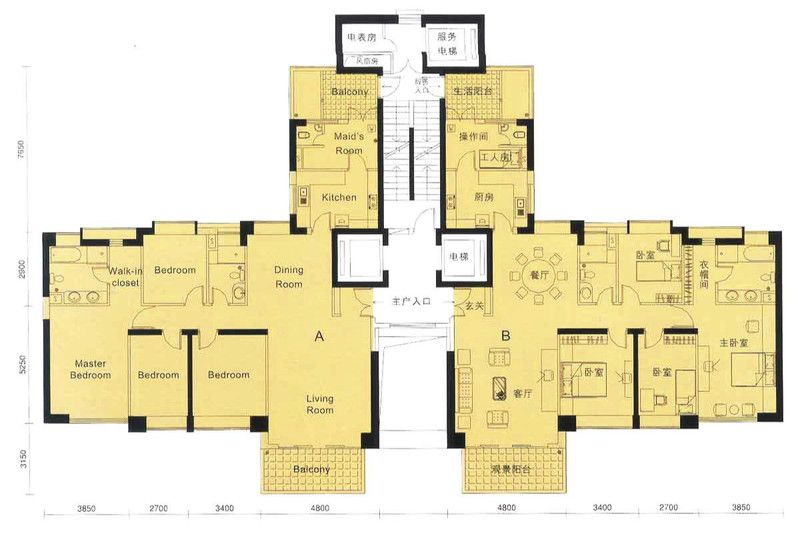 电表房
服务
电梯
风扇房
服务
入口
Balcony
生活阳台
Maid's
Room
操作间
工人房
Kitchen
厨房
Walk-in
closet
Bedroom
Dining
Room
电梯
餐厅
卧室
衣帽间
主户入口
玄关
A
B
Master
Bedroom
Bedroom
Bedroom
Living
Room
客厅
卧室
卧室
主卧室
Balcony
观景阳台
7650
2900
5250
3150
3850
2700
3400
4800
4800
3400
2700
3850